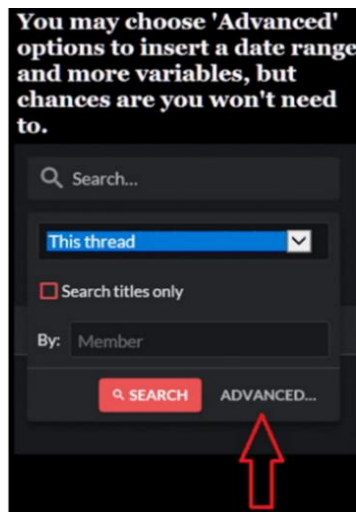 You may choose 'Advanced'
options to insert a date range
and more variables, but
chances are you won't need
to.
Search...
This thread
Search titles only
By: Member
SEARCH ADVANCED...